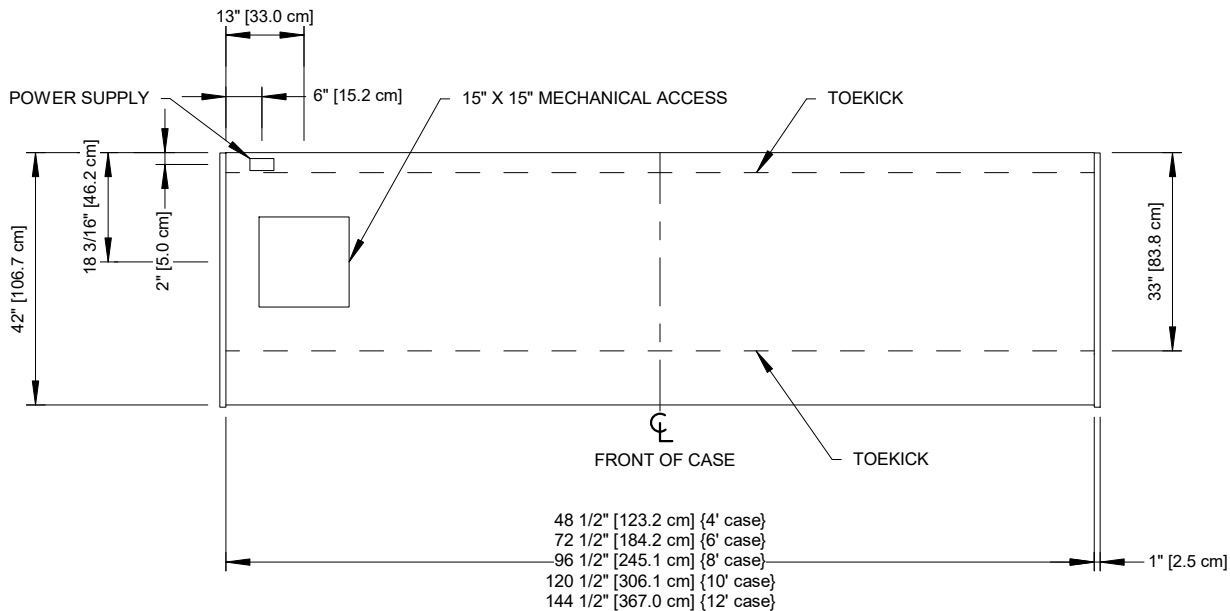 13" [33.0 cm]
POWER SUPPLY
6" [15.2 cm]
15" X 15" MECHANICAL ACCESS
TOEKICK
42" [106.7 cm]
18 3/16" [46.2 cm]
2" [5.0 cm]
33" [83.8 cm]
℄
FRONT OF CASE
TOEKICK
48 1/2" [123.2 cm] {4' case}
72 1/2" [184.2 cm] {6' case}
96 1/2" [245.1 cm] {8' case}
120 1/2" [306.1 cm] {10' case}
144 1/2" [367.0 cm] {12' case}
1" [2.5 cm]